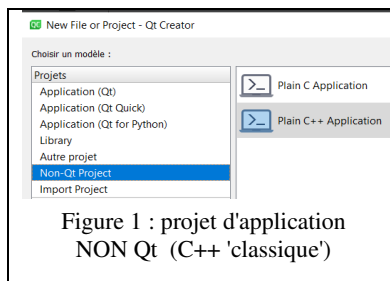 New File or Project - Qt Creator
Choisir un modèle :
Projets
Application (Qt)
Application (Qt Quick)
Application (Qt for Python)
Library
Autre projet
Non-Qt Project
Import Project
Plain C Application
Plain C++ Application
Figure 1 : projet d'application
NON Qt (C++ 'classique')